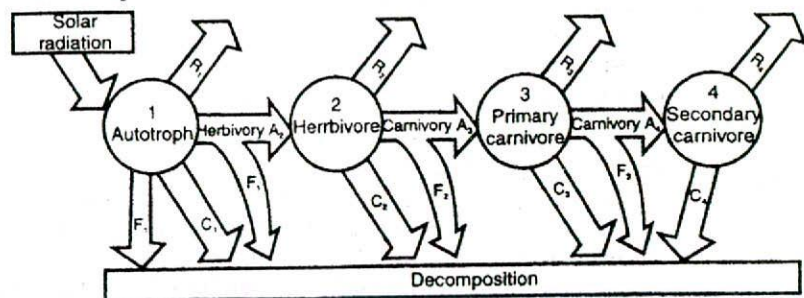 Solar
radiation
R₁
R₂
R₃
R₄
1
Autotroph
Herbivory A₂
2
Herrbivore
Carnivory A₃
3
Primary
carnivore
Carnivory A₄
4
Secondary
carnivore
F₁
C₁
F₁
C₂
F₂
C₃
F₃
C₄
Decomposition